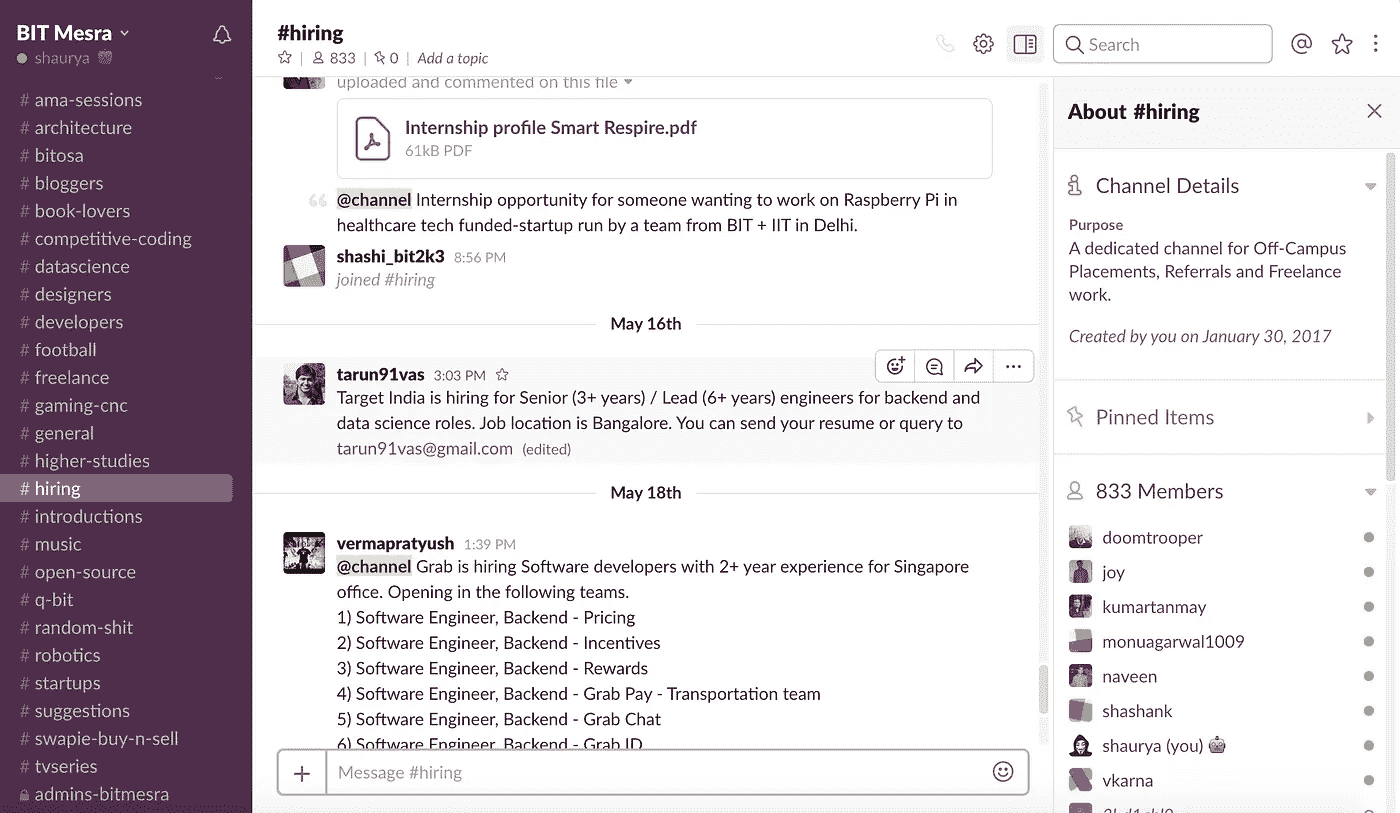 BIT Mesra
shaurya
# ama-sessions
# architecture
# bitosa
# bloggers
# book-lovers
# competitive-coding
# datascience
# designers
# developers
# football
# freelance
# gaming-cnc
# general
# higher-studies
# hiring
# introductions
# music
# open-source
# q-bit
# random-shit
# robotics
# startups
# suggestions
# swapie-buy-n-sell
# tvseries
admins-bitmesra
#hiring
833 | 0 | Add a topic
Search
uploaded and commented on this file
Internship profile Smart Respire.pdf
61kB PDF
@channel Internship opportunity for someone wanting to work on Raspberry Pi in
healthcare tech funded-startup run by a team from BIT + IIT in Delhi.
shashi_bit2k3 8:56 PM
joined #hiring
May 16th
tarun91vas 3:03 PM
Target India is hiring for Senior (3+ years) / Lead (6+ years) engineers for backend and
data science roles. Job location is Bangalore. You can send your resume or query to
tarun91vas@gmail.com (edited)
May 18th
vermapratyush 1:39 PM
@channel Grab is hiring Software developers with 2+ year experience for Singapore
office. Opening in the following teams.
1) Software Engineer, Backend - Pricing
2) Software Engineer, Backend - Incentives
3) Software Engineer, Backend - Rewards
4) Software Engineer, Backend - Grab Pay - Transportation team
5) Software Engineer, Backend - Grab Chat
6) Software Engineer, Backend - Grab ID
Message #hiring
About #hiring
Channel Details
Purpose
A dedicated channel for Off-Campus
Placements, Referrals and Freelance
work.
Created by you on January 30, 2017
Pinned Items
833 Members
doomtrooper
joy
kumartanmay
monuagarwal1009
naveen
shashank
shaurya (you)
vkarna